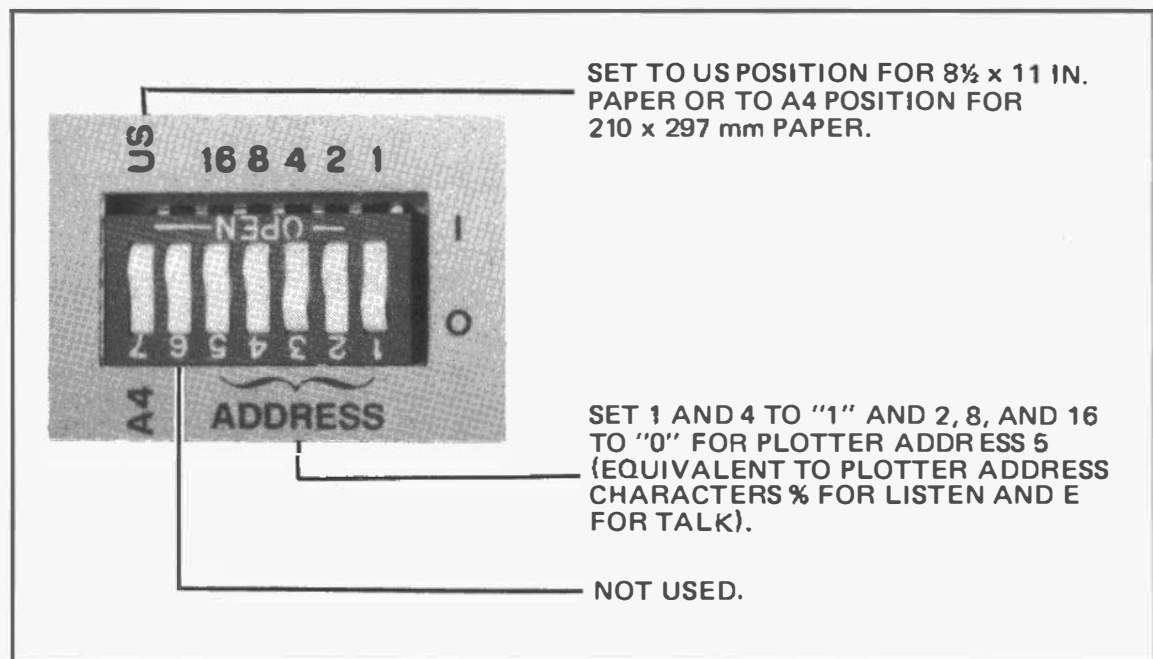 SET TO US POSITION FOR 8½ x 11 IN.
PAPER OR TO A4 POSITION FOR
210 x 297 mm PAPER.
US
16 8 4 2 1
OPEN
1
0
7 6 5 4 3 2 1
A4
ADDRESS
SET 1 AND 4 TO "1" AND 2, 8, AND 16
TO "0" FOR PLOTTER ADDRESS 5
(EQUIVALENT TO PLOTTER ADDRESS
CHARACTERS % FOR LISTEN AND E
FOR TALK).
NOT USED.